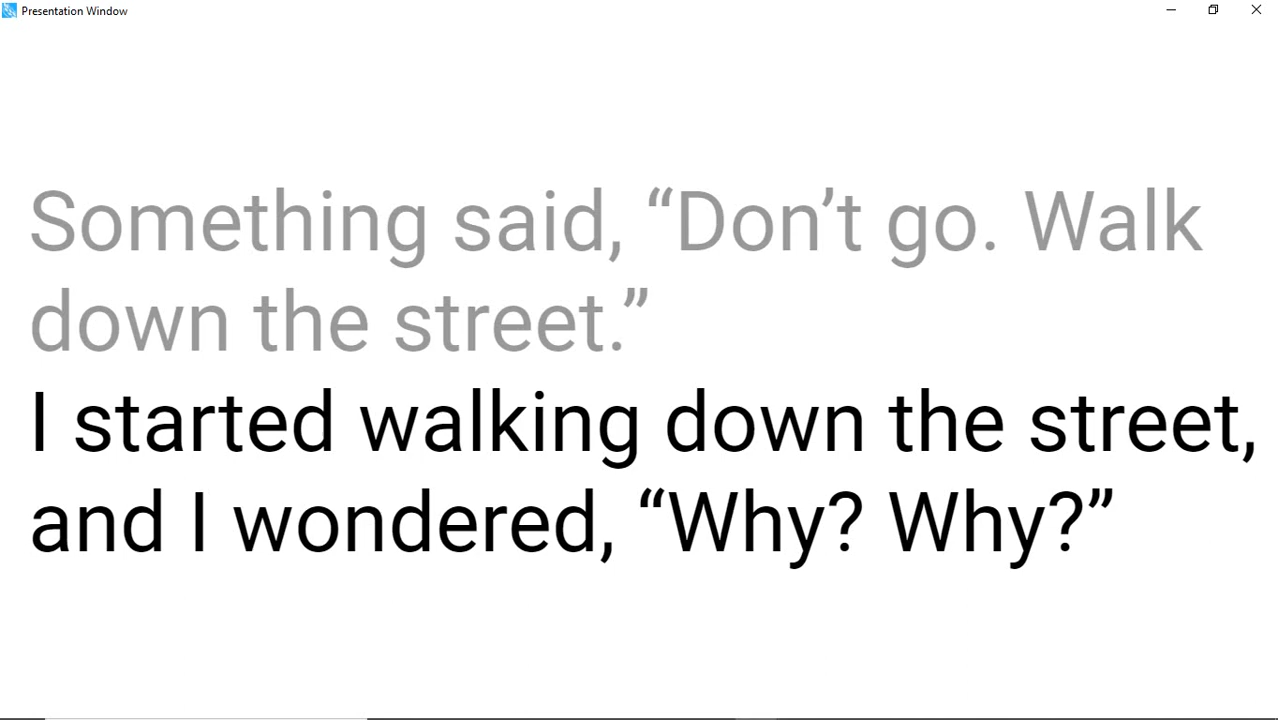 Presentation Window
Something said, “Don’t go. Walk
down the street.”
I started walking down the street,
and I wondered, “Why? Why?”